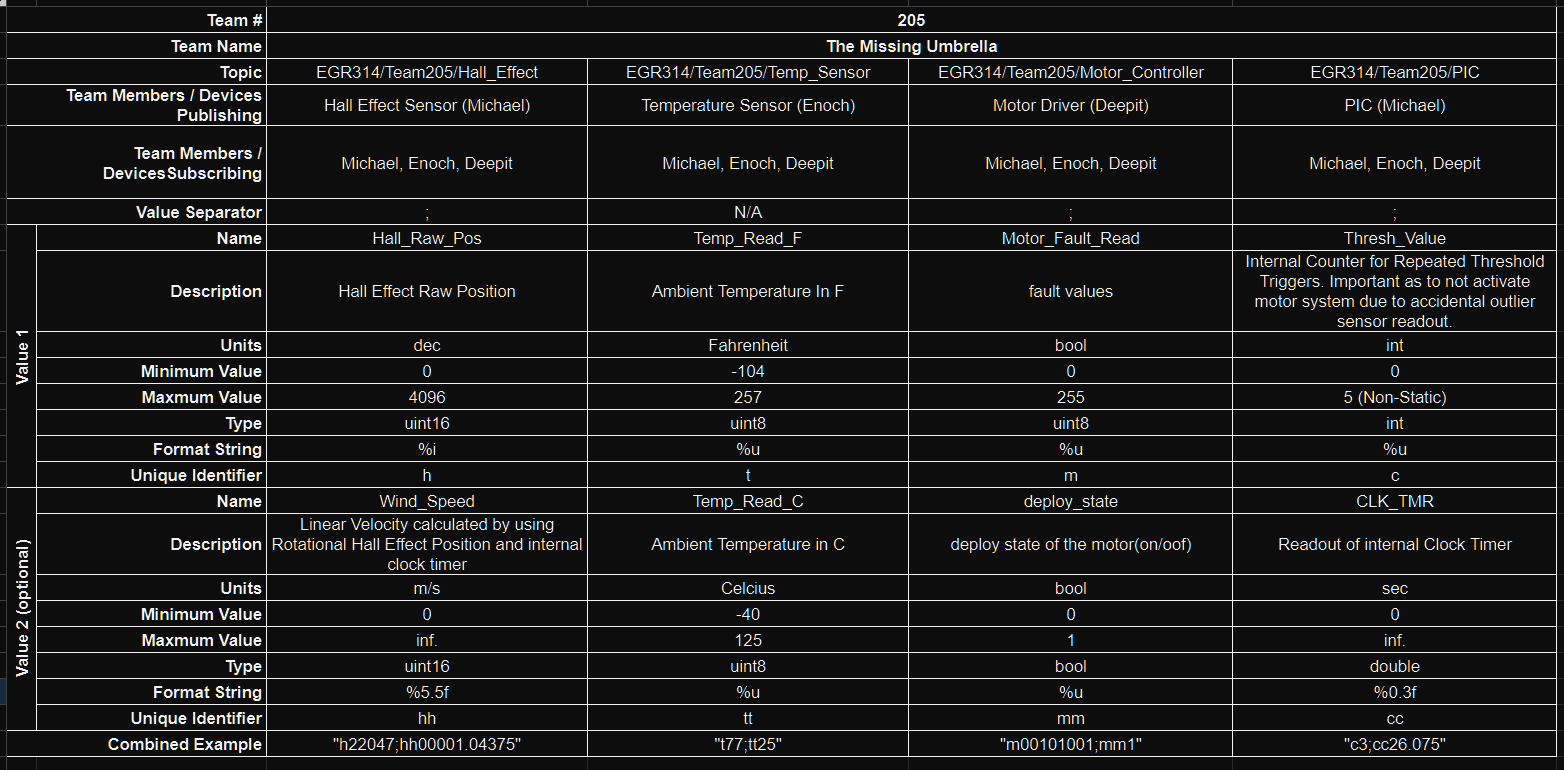 Team # 205
Team Name The Missing Umbrella
Topic EGR314/Team205/Hall_Effect EGR314/Team205/Temp_Sensor EGR314/Team205/Motor_Controller EGR314/Team205/PIC
Team Members / Devices
Publishing Hall Effect Sensor (Michael) Temperature Sensor (Enoch) Motor Driver (Deepit) PIC (Michael)
Team Members /
DevicesSubscribing Michael, Enoch, Deepit Michael, Enoch, Deepit Michael, Enoch, Deepit Michael, Enoch, Deepit
Value Separator ; N/A ; ;
Value 1
Name Hall_Raw_Pos Temp_Read_F Motor_Fault_Read Thresh_Value
Description Hall Effect Raw Position Ambient Temperature In F fault values
Internal Counter for Repeated Threshold
Triggers. Important as to not activate
motor system due to accidental outlier
sensor readout.
Units dec Fahrenheit bool int
Minimum Value 0 -104 0 0
Maxmum Value 4096 257 255 5 (Non-Static)
Type uint16 uint8 uint8 int
Format String %i %u %u %u
Unique Identifier h t m c
Value 2 (optional)
Name Wind_Speed Temp_Read_C deploy_state CLK_TMR
Description
Linear Velocity calculated by using
Rotational Hall Effect Position and internal
clock timer
Ambient Temperature in C deploy state of the motor(on/oof) Readout of internal Clock Timer
Units m/s Celcius bool sec
Minimum Value 0 -40 0 0
Maxmum Value inf. 125 1 inf.
Type uint16 uint8 bool double
Format String %5.5f %u %u %0.3f
Unique Identifier hh tt mm cc
Combined Example "h22047;hh00001.04375" "t77;tt25" "m00101001;mm1" "c3;cc26.075"